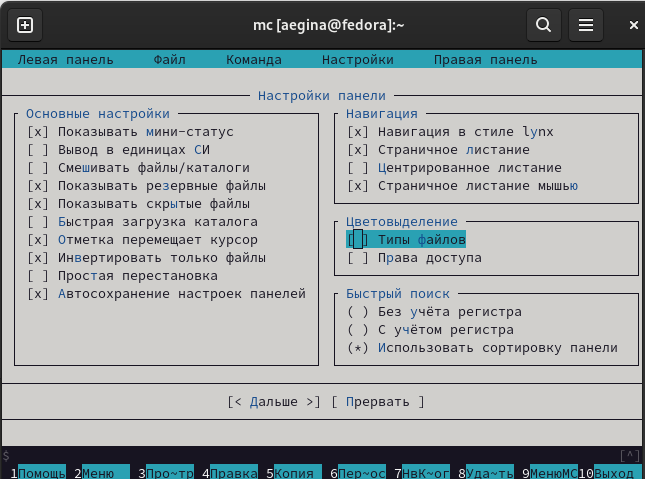 mc [aegina@fedora]:~
Левая панель Файл Команда Настройки Правая панель
Настройки панели
Основные настройки
[x] Показывать мини-статус
[ ] Вывод в единицах СИ
[ ] Смешивать файлы/каталоги
[x] Показывать резервные файлы
[x] Показывать скрытые файлы
[ ] Быстрая загрузка каталога
[x] Отметка перемещает курсор
[x] Инвертировать только файлы
[ ] Простая перестановка
[x] Автосохранение настроек панелей
Навигация
[x] Навигация в стиле lynx
[x] Страничное листание
[ ] Центрированное листание
[x] Страничное листание мышью
Цветовыделение
[ ] Типы файлов
[ ] Права доступа
Быстрый поиск
( ) Без учёта регистра
( ) С учётом регистра
(*) Использовать сортировку панели
[< Дальше >] [ Прервать ]
$ [^]
1Помощь 2Меню 3Про~тр 4Правка 5Копия 6Пер~ос 7НвК~ог 8Уда~ть 9МенюМС10Выход